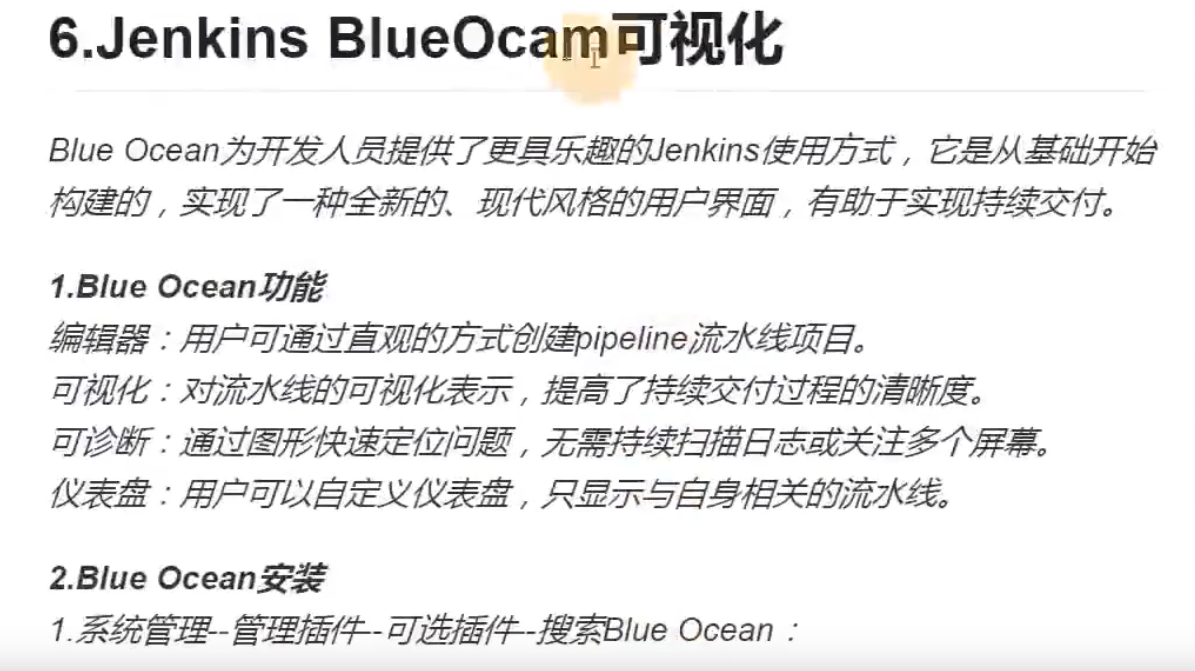 6.Jenkins BlueOcam可视化
Blue Ocean为开发人员提供了更具乐趣的Jenkins使用方式，它是从基础开始
构建的，实现了一种全新的、现代风格的用户界面，有助于实现持续交付。
1.Blue Ocean功能
编辑器：用户可通过直观的方式创建pipeline流水线项目。
可视化：对流水线的可视化表示，提高了持续交付过程的清晰度。
可诊断：通过图形快速定位问题，无需持续扫描日志或关注多个屏幕。
仪表盘：用户可以自定义仪表盘，只显示与自身相关的流水线。
2.Blue Ocean安装
1.系统管理--管理插件--可选插件--搜索Blue Ocean：